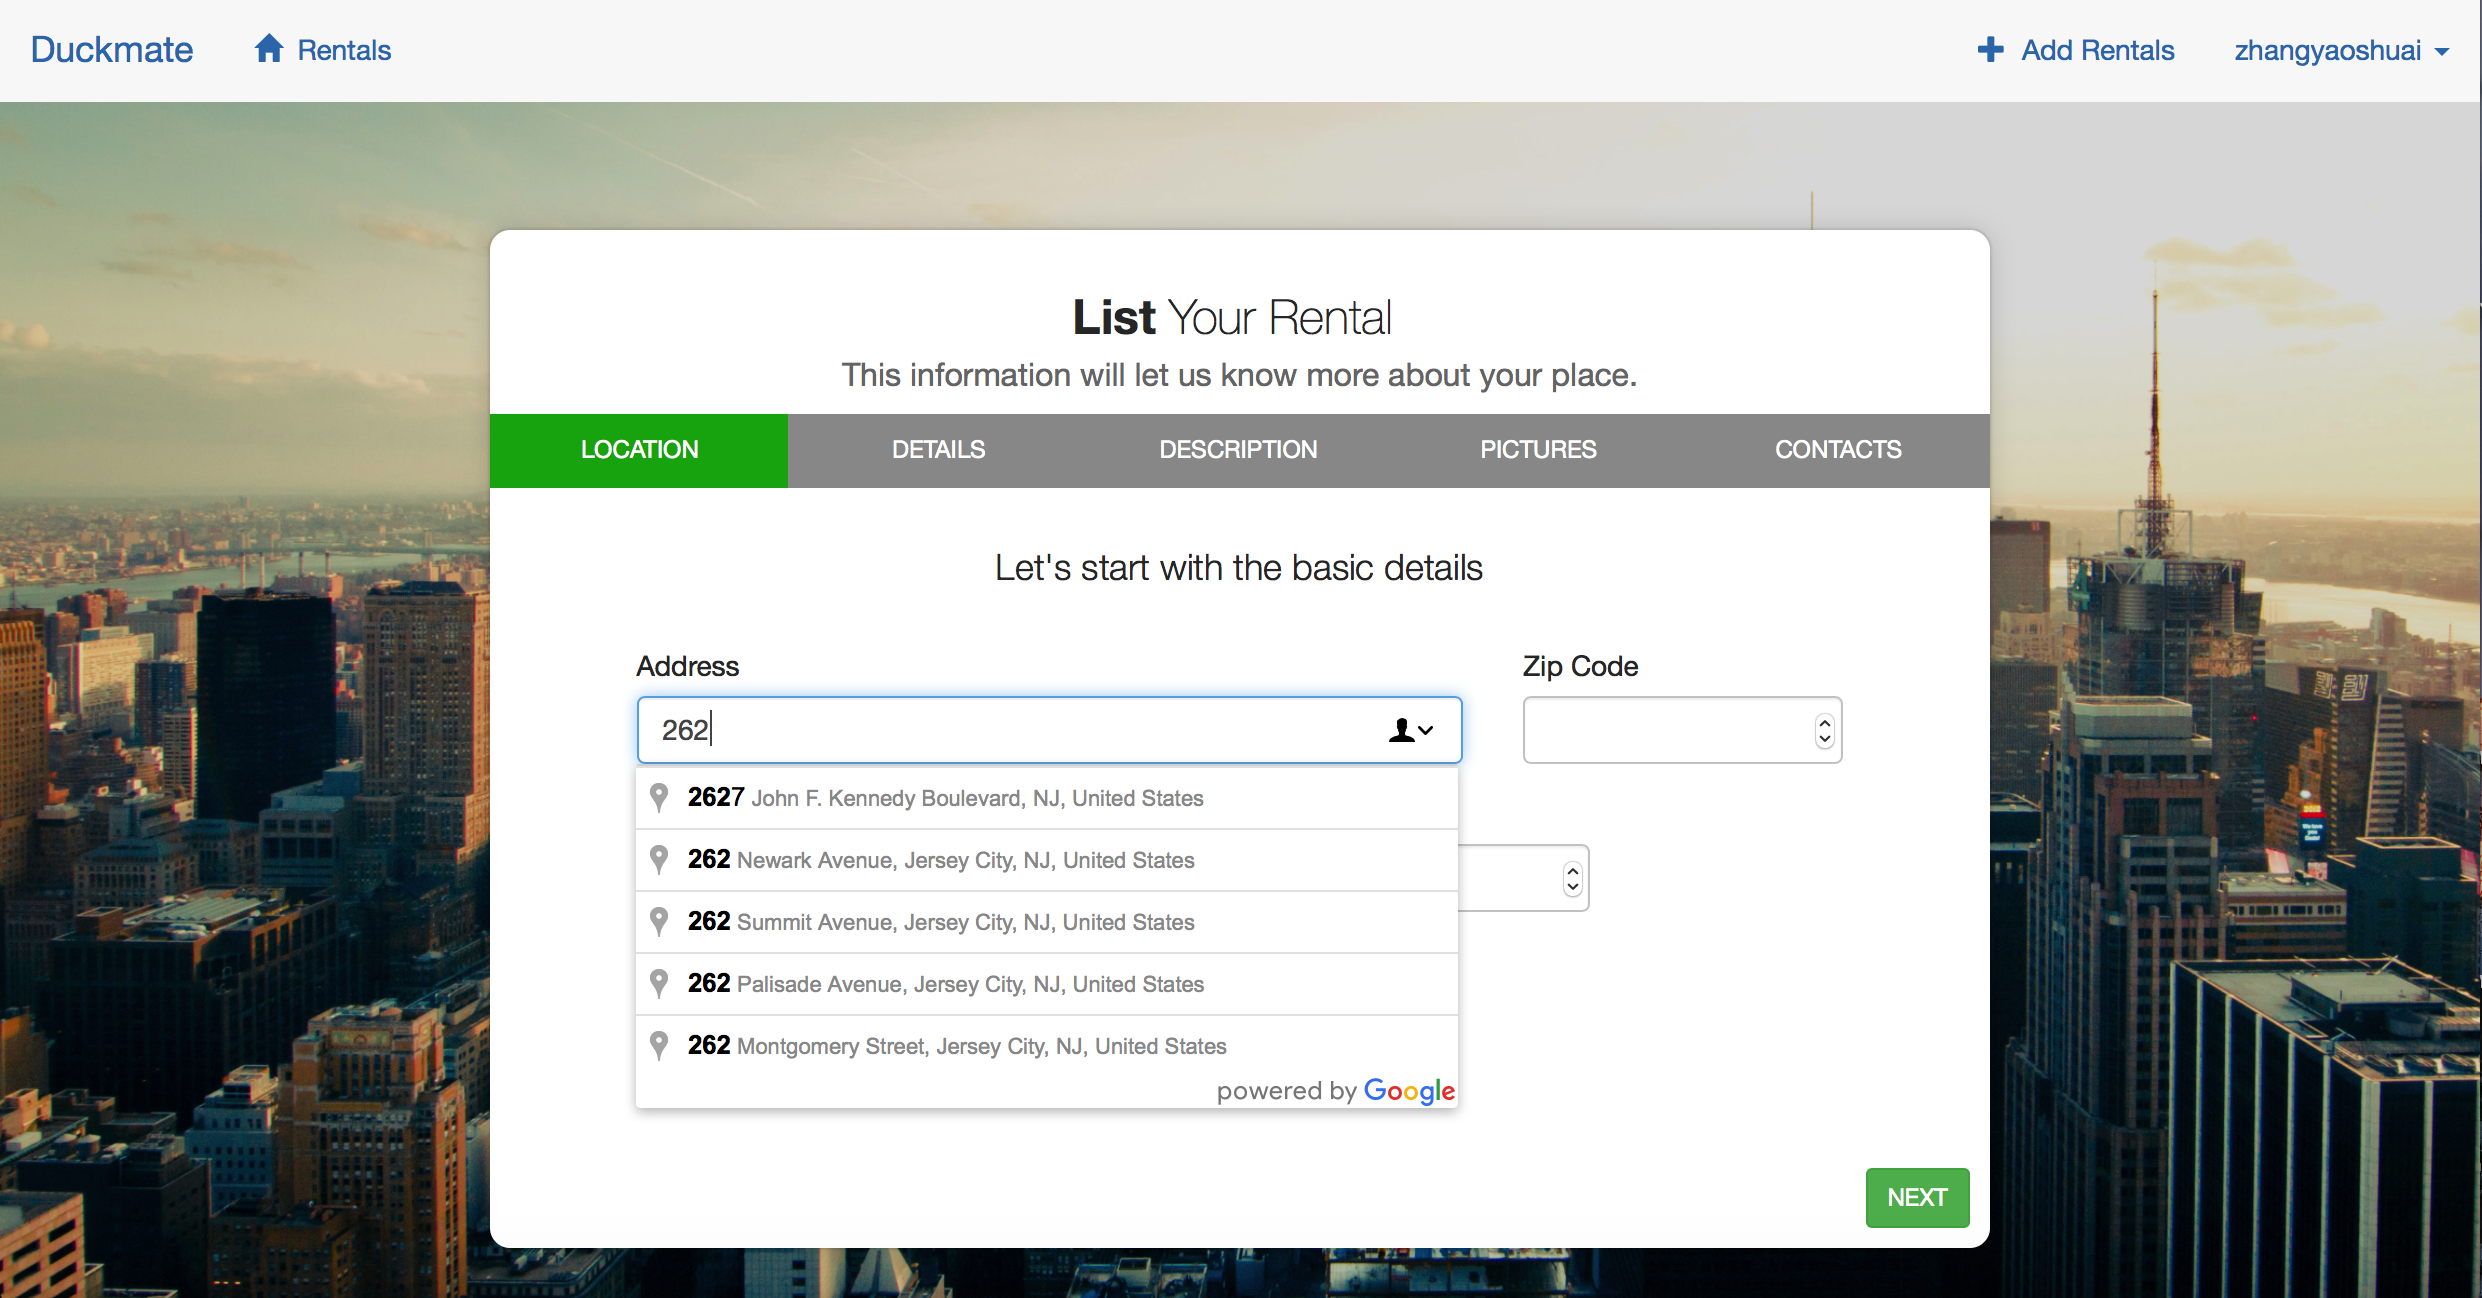 Duckmate Rentals Add Rentals zhangyaoshuai
List Your Rental
This information will let us know more about your place.
LOCATION DETAILS DESCRIPTION PICTURES CONTACTS
Let's start with the basic details
Address Zip Code
262
2627 John F. Kennedy Boulevard, NJ, United States
262 Newark Avenue, Jersey City, NJ, United States
262 Summit Avenue, Jersey City, NJ, United States
262 Palisade Avenue, Jersey City, NJ, United States
262 Montgomery Street, Jersey City, NJ, United States
powered by Google
NEXT